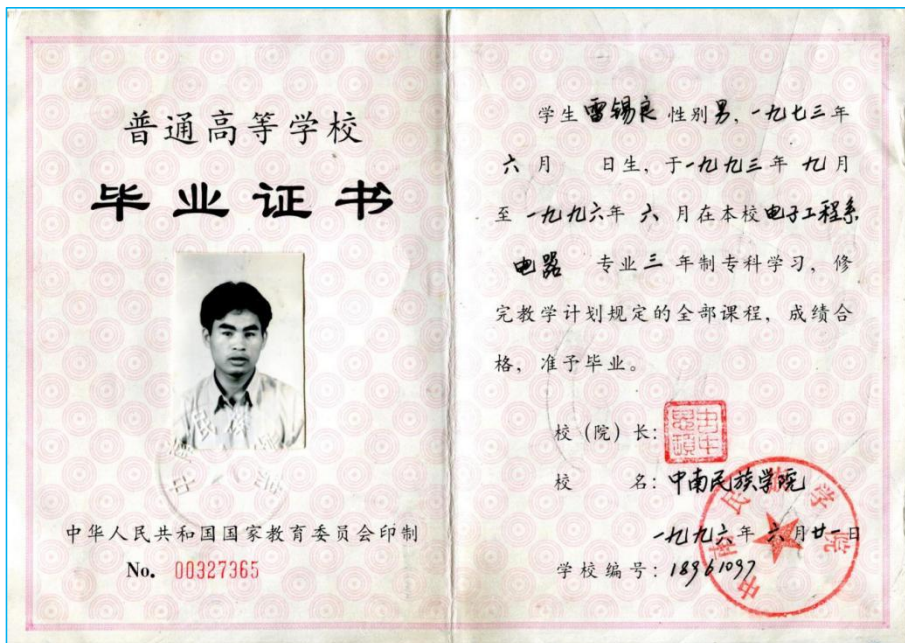 普通高等学校
毕业证书
中华人民共和国国家教育委员会印制
No. 00327365
学生雷锡良性别男，一九七三年
六月 日生，于一九九三年九月
至一九九六年六月在本校电子工程系
电器 专业三年制专科学习，修
完教学计划规定的全部课程，成绩合
格，准予毕业。
校（院）长：
校 名：中南民族学院
一九九六年六月廿一日
学校编号：18961097
中南民族学院